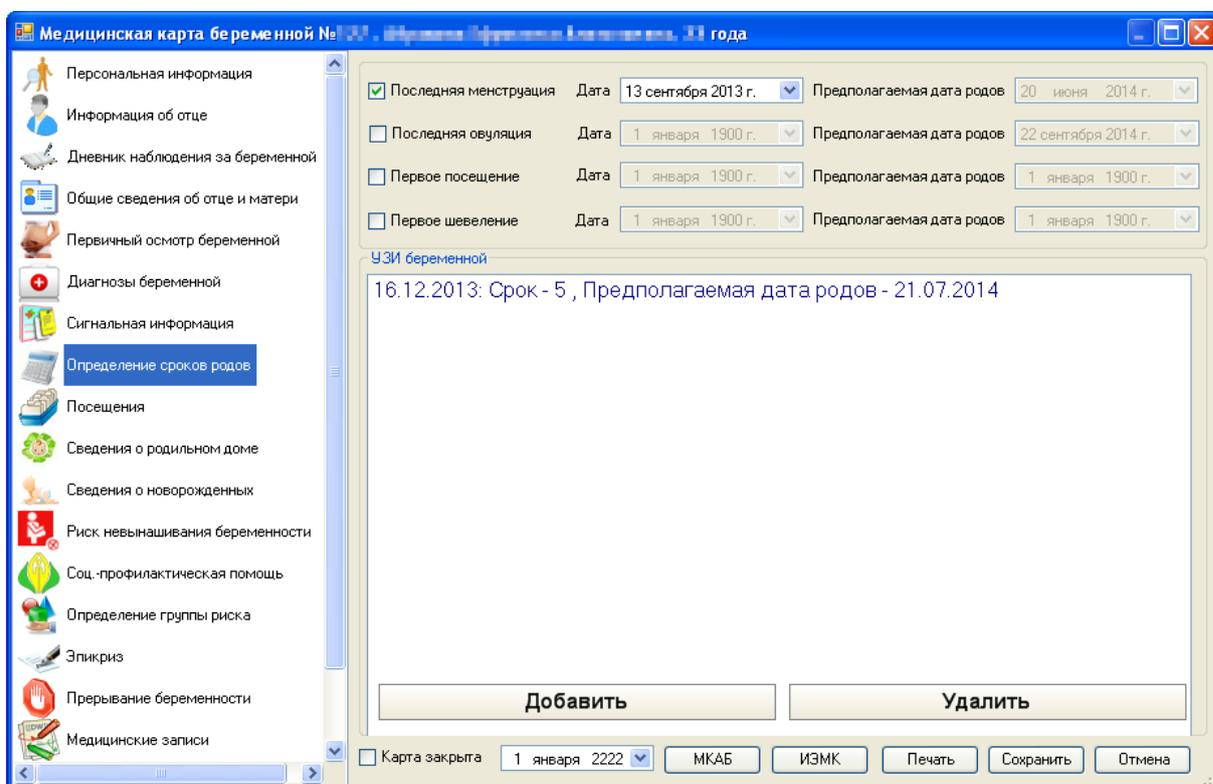 Медицинская карта беременной № года
Персональная информация
Информация об отце
Дневник наблюдения за беременной
Общие сведения об отце и матери
Первичный осмотр беременной
Диагнозы беременной
Сигнальная информация
Определение сроков родов
Посещения
Сведения о родильном доме
Сведения о новорожденных
Риск невынашивания беременности
Соц.-профилактическая помощь
Определение группы риска
Эпикриз
Прерывание беременности
Медицинские записи
Последняя менструация Дата 13 сентября 2013 г. Предполагаемая дата родов 20 июня 2014 г.
Последняя овуляция Дата 1 января 1900 г. Предполагаемая дата родов 22 сентября 2014 г.
Первое посещение Дата 1 января 1900 г. Предполагаемая дата родов 1 января 1900 г.
Первое шевеление Дата 1 января 1900 г. Предполагаемая дата родов 1 января 1900 г.
УЗИ беременной
16.12.2013: Срок - 5 , Предполагаемая дата родов - 21.07.2014
Добавить Удалить
Карта закрыта 1 января 2222 МКАБ ИЗМК Печать Сохранить Отмена